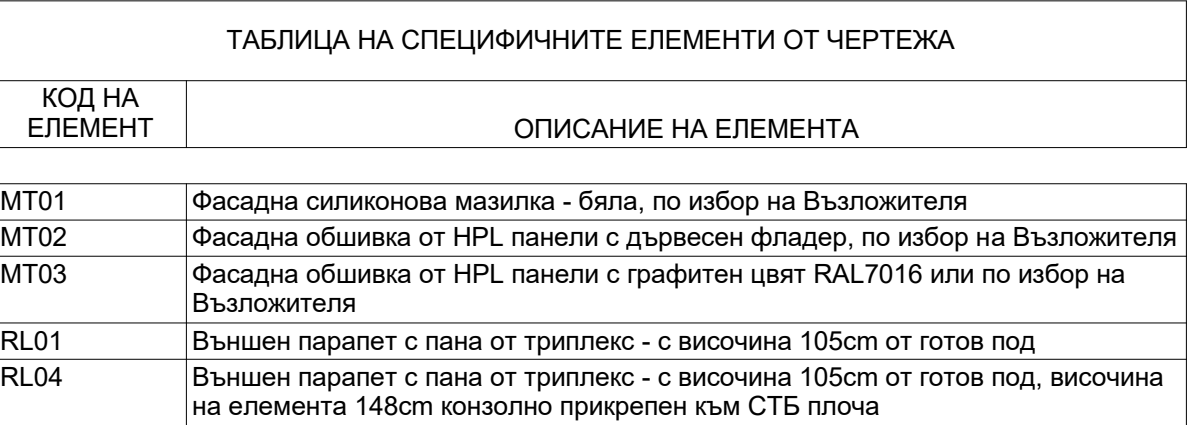 ТАБЛИЦА НА СПЕЦИФИЧНИТЕ ЕЛЕМЕНТИ ОТ ЧЕРТЕЖА
КОД НА
ЕЛЕМЕНТ
ОПИСАНИЕ НА ЕЛЕМЕНТА
MT01 Фасадна силиконова мазилка - бяла, по избор на Възложителя
MT02 Фасадна обшивка от HPL панели с дървесен фладер, по избор на Възложителя
MT03 Фасадна обшивка от HPL панели с графитен цвят RAL7016 или по избор на
Възложителя
RL01 Външен парапет с пана от триплекс - с височина 105cm от готов под
RL04 Външен парапет с пана от триплекс - с височина 105cm от готов под, височина
на елемента 148cm конзолно прикрепен към СТБ плоча